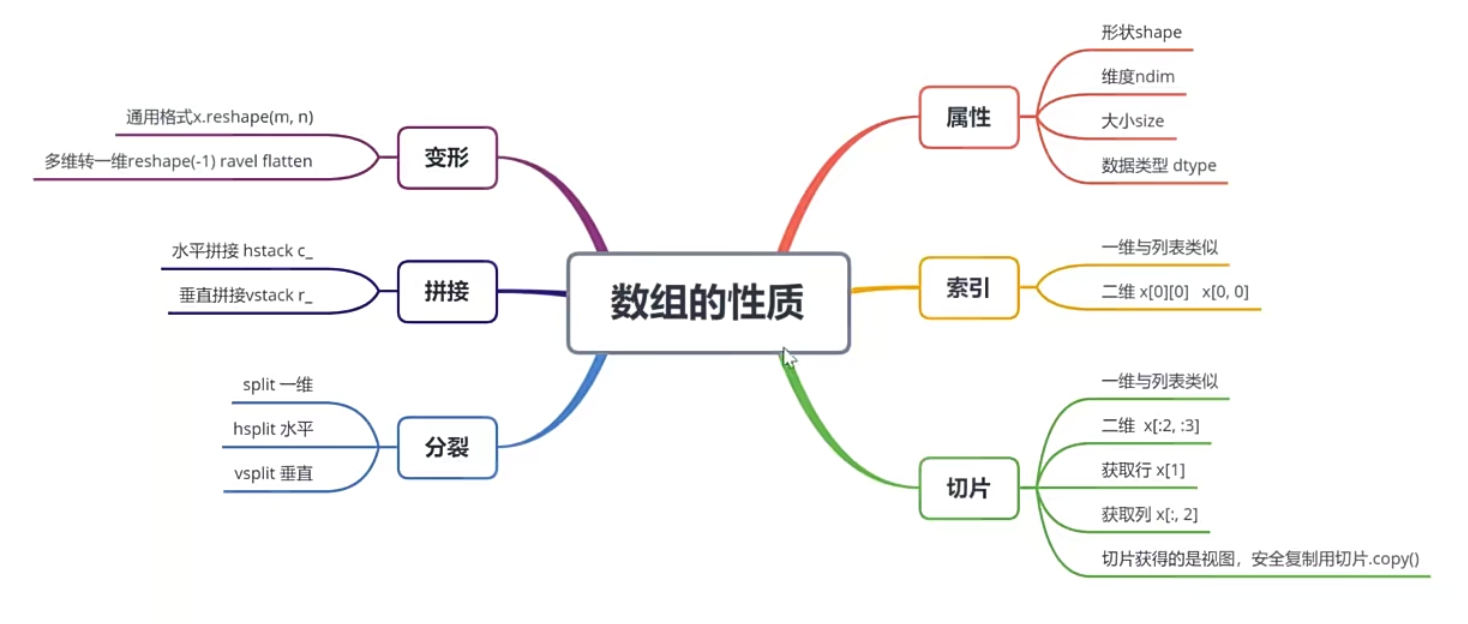 数组的性质
属性
形状shape
维度ndim
大小size
数据类型 dtype
索引
一维与列表类似
二维 x[0][0]   x[0, 0]
切片
一维与列表类似
二维  x[:2, :3]
获取行 x[1]
获取列 x[:, 2]
切片获得的是视图，安全复制用切片.copy()
变形
通用格式x.reshape(m, n)
多维转一维reshape(-1) ravel flatten
拼接
水平拼接 hstack c_
垂直拼接vstack r_
分裂
split 一维
hsplit 水平
vsplit 垂直